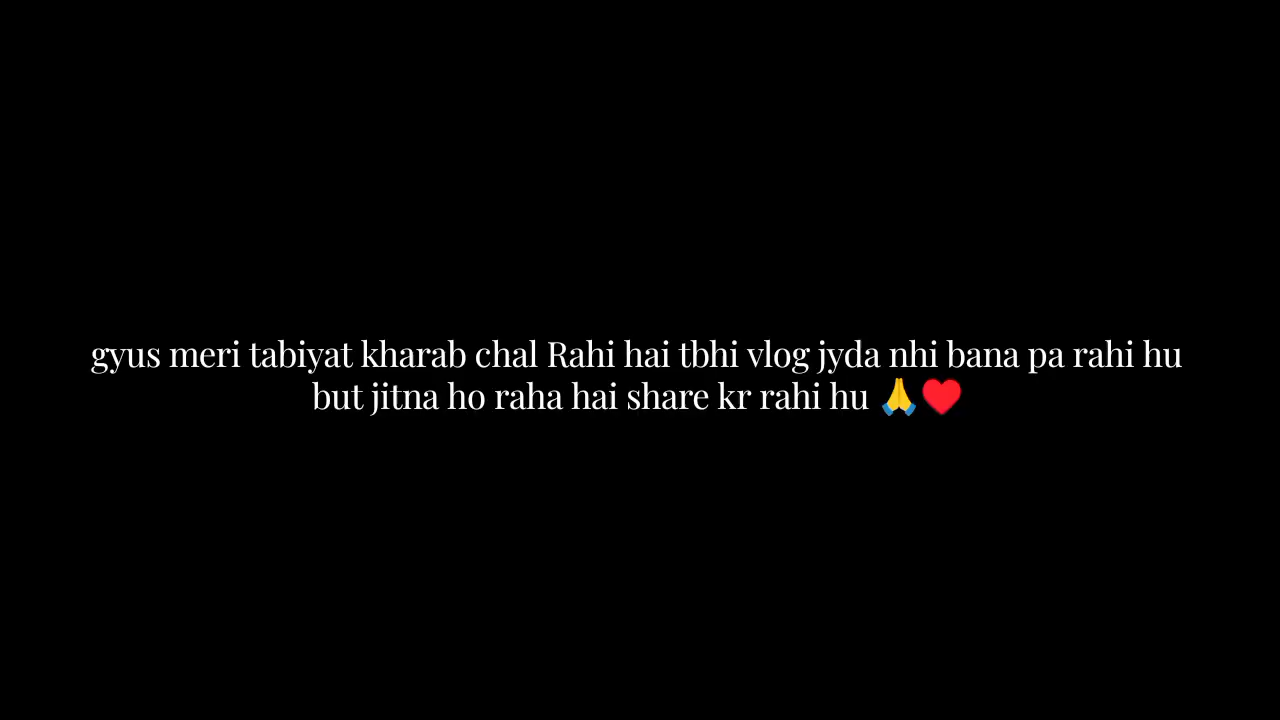 gyus meri tabiyat kharab chal Rahi hai tbhi vlog jyda nhi bana pa rahi hu
but jitna ho raha hai share kr rahi hu 🙏♥️